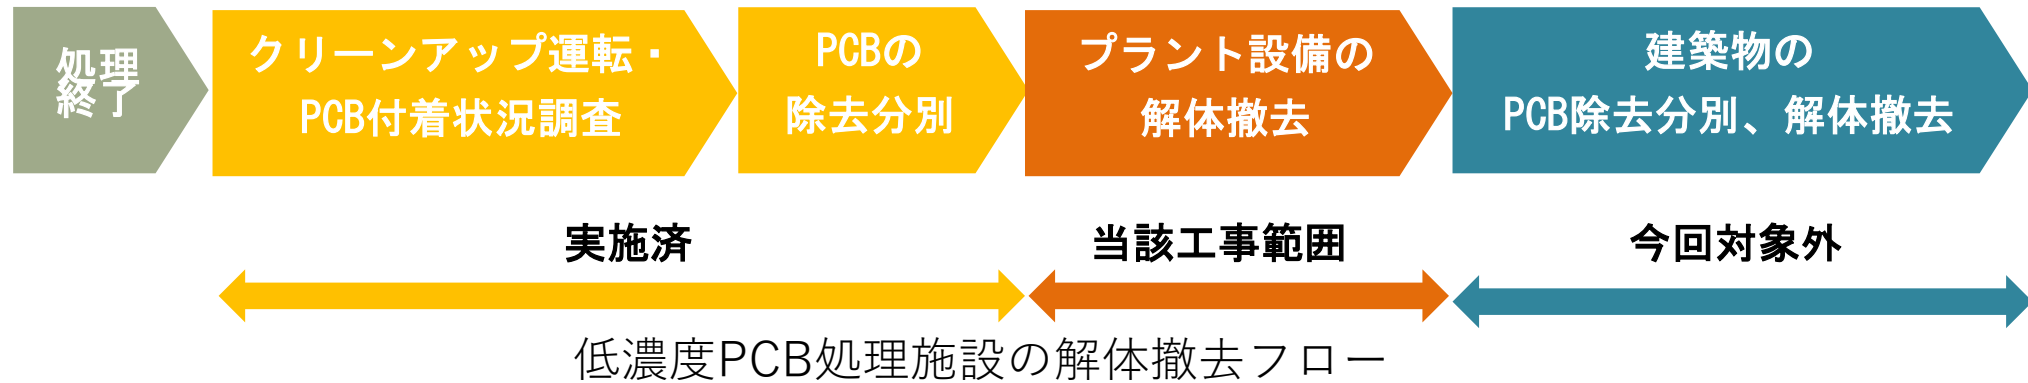 処理
終了
クリーンアップ運転・
PCB付着状況調査
PCBの
除去分別
プラント設備の
解体撤去
建築物の
PCB除去分別、解体撤去
実施済
当該工事範囲
今回対象外
低濃度PCB処理施設の解体撤去フロー